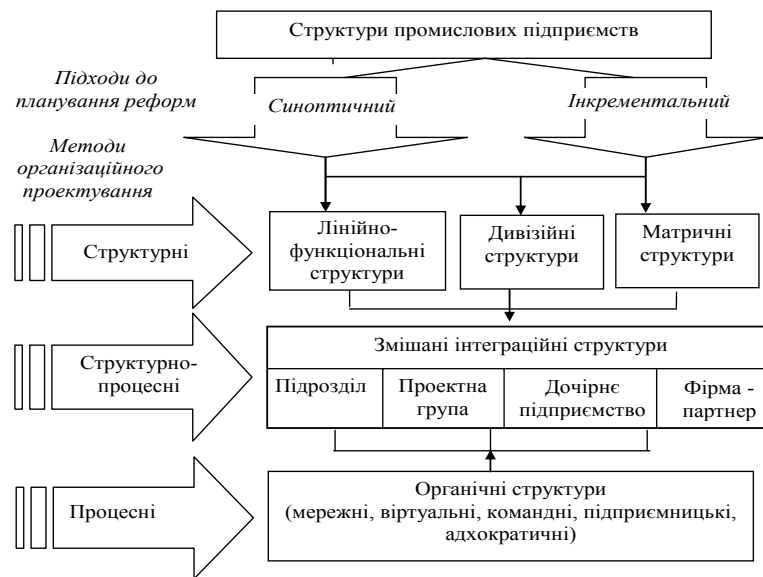 Структури промислових підприємств
Підходи до
планування реформ
Синоптичний
Інкрементальний
Методи
організаційного
проектування
Структурні
Лінійно-
функціональні
структури
Дивізійні
структури
Матричні
структури
Структурно-
процесні
Змішані інтеграційні структури
Підрозділ
Проектна
група
Дочірнє
підприємство
Фірма -
партнер
Процесні
Органічні структури
(мережні, віртуальні, командні, підприємницькі,
адхократичні)